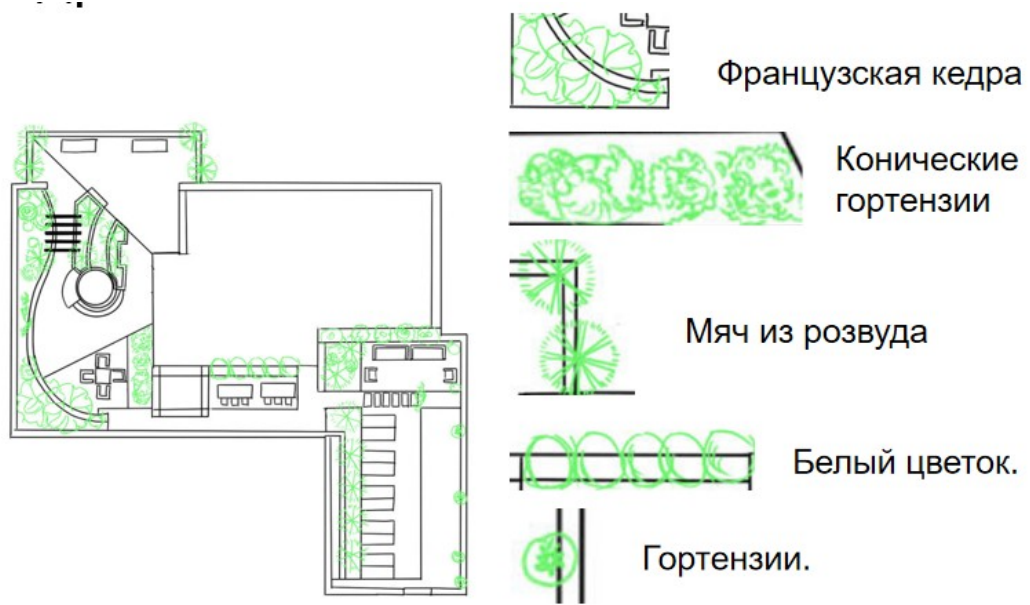 Французская кедра
Конические
гортензии
Мяч из розвуда
Белый цветок.
Гортензии.